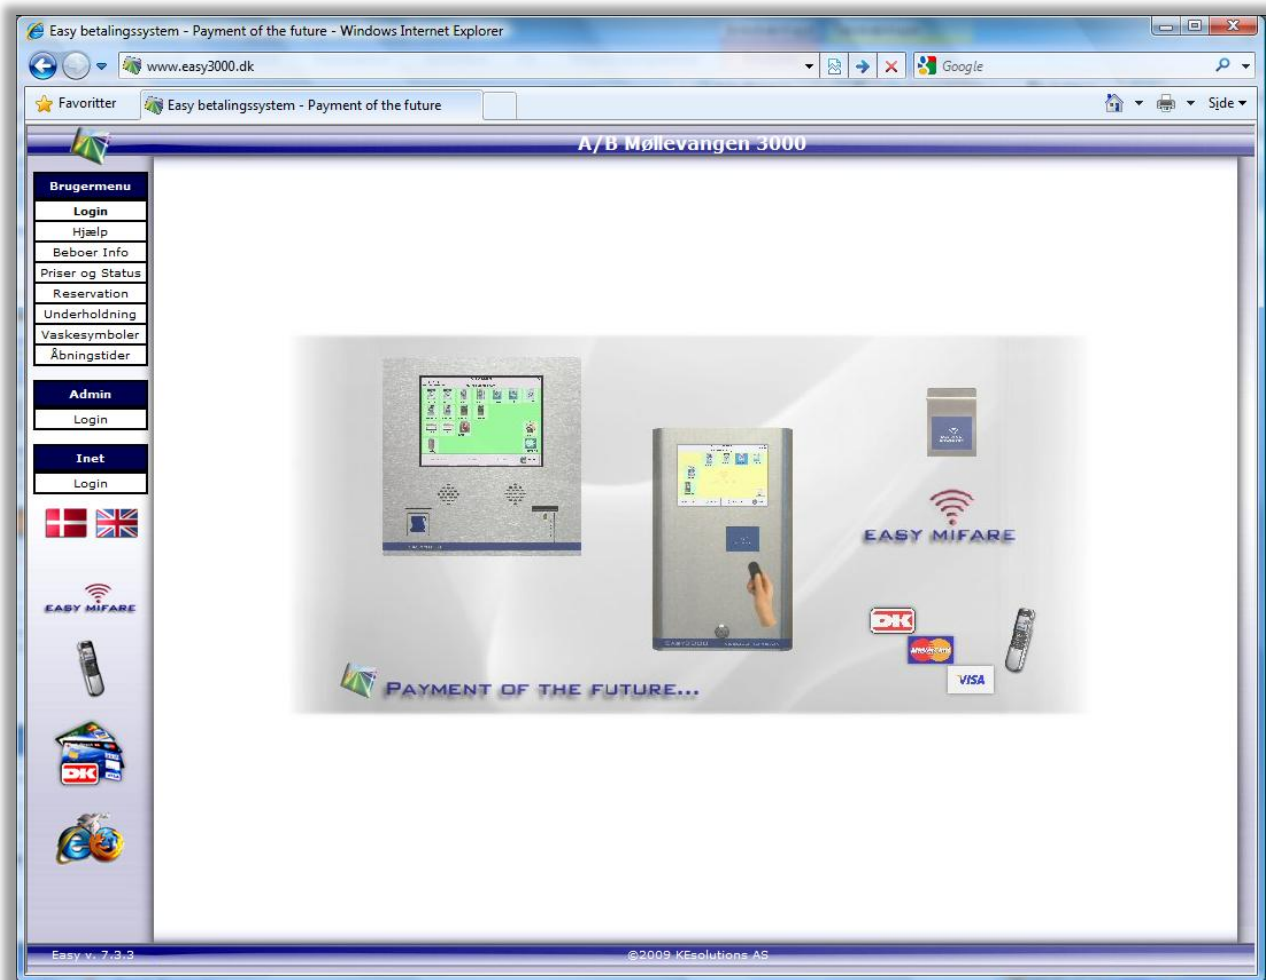 Easy betalingssystem - Payment of the future - Windows Internet Explorer
www.easy3000.dk
Google
Favoritter
Easy betalingssystem - Payment of the future
Side
A/B Møllevangen 3000
Brugermenu
Login
Hjælp
Beboer Info
Priser og Status
Reservation
Underholdning
Vaskesymboler
Åbningstider
Admin
Login
Inet
Login
EASY MIFARE
DK
EASY MIFARE
EASY3000
DK
MasterCard
VISA
PAYMENT OF THE FUTURE...
Easy v. 7.3.3
©2009 KEsolutions AS